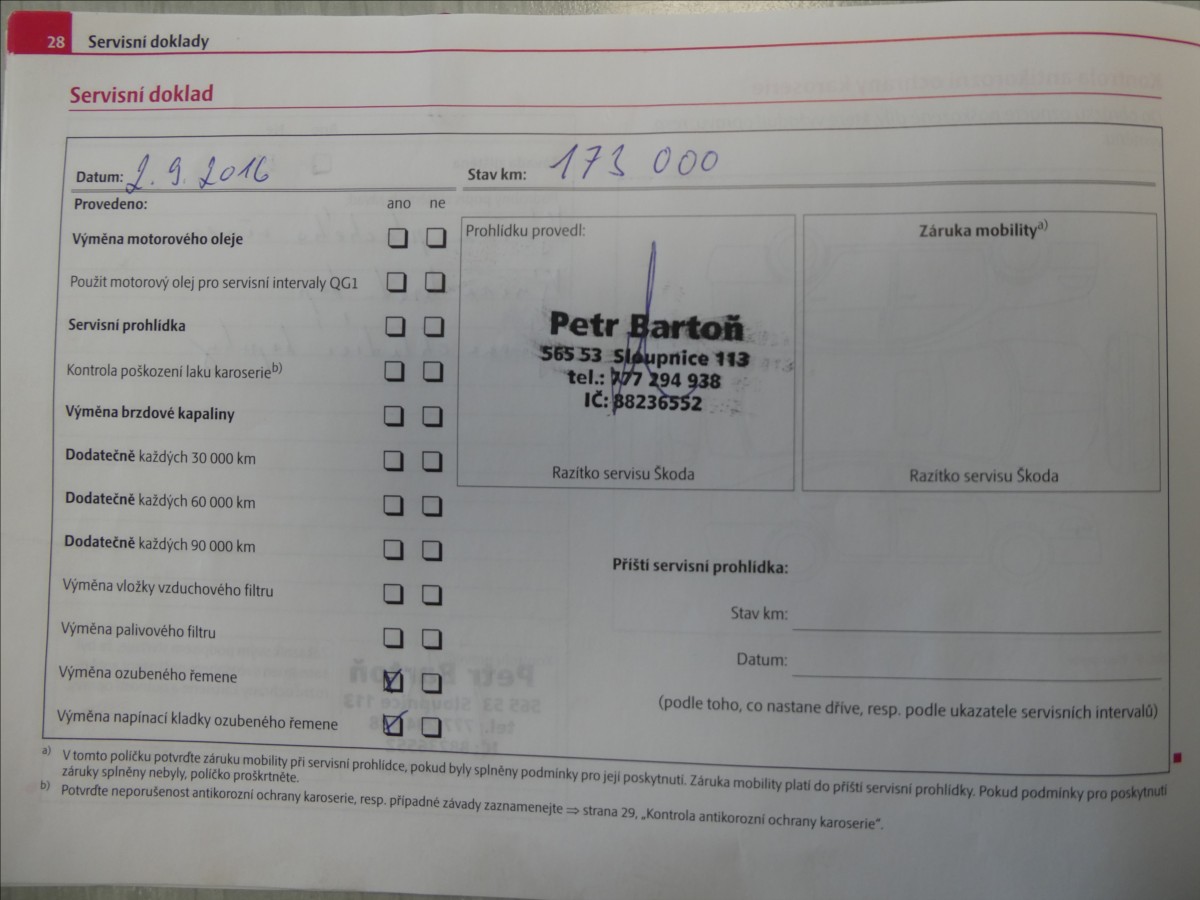 28 Servisní doklady
Servisní doklad
Datum: 2. 9. 2016 Stav km: 173 000
Provedeno: ano ne
Výměna motorového oleje
Použit motorový olej pro servisní intervaly QG1
Servisní prohlídka
Kontrola poškození laku karoserie b)
Výměna brzdové kapaliny
Dodatečně každých 30 000 km
Dodatečně každých 60 000 km
Dodatečně každých 90 000 km
Výměna vložky vzduchového filtru
Výměna palivového filtru
Výměna ozubeného řemene
Výměna napínací kladky ozubeného řemene
Prohlídku provedl:
Petr Bartoň
565 53 Sloupnice 113
tel.: 777 294 938
IČ: 88236552
Razítko servisu Škoda
Záruka mobility a)
Razítko servisu Škoda
Příští servisní prohlídka:
Stav km:
Datum:
(podle toho, co nastane dříve, resp. podle ukazatele servisních intervalů)
a) V tomto políčku potvrďte záruku mobility při servisní prohlídce, pokud byly splněny podmínky pro její poskytnutí. Záruka mobility platí do příští servisní prohlídky. Pokud podmínky pro poskytnutí
záruky splněny nebyly, políčko proškrtněte.
b) Potvrďte neporušenost antikorozní ochrany karoserie, resp. případné závady zaznamenejte ⇒ strana 29, „Kontrola antikorozní ochrany karoserie“.